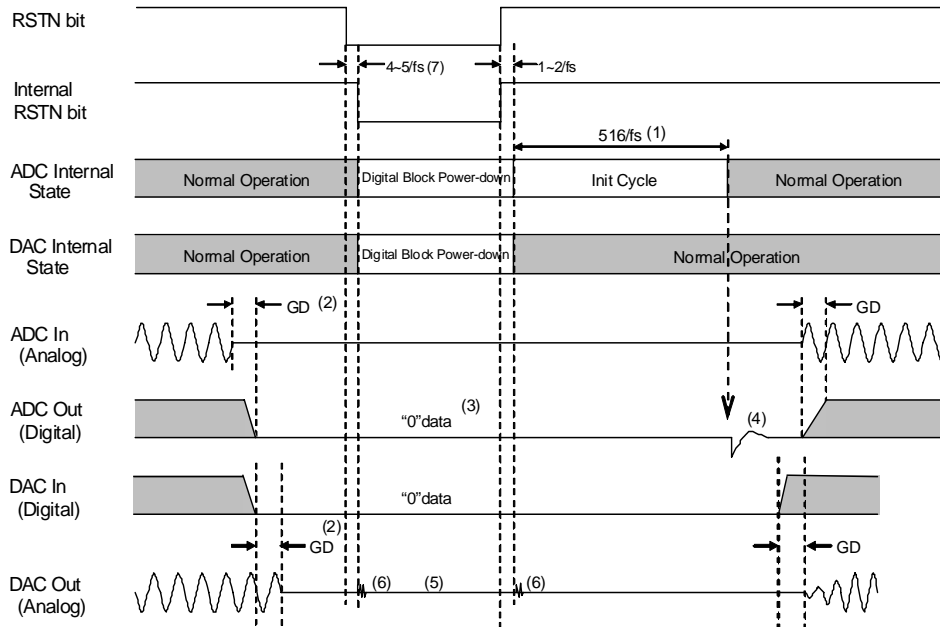 RSTN bit
4~5/fs (7)
1~2/fs
Internal
RSTN bit
516/fs (1)
ADC Internal
State
Normal Operation
Digital Block Power-down
Init Cycle
Normal Operation
DAC Internal
State
Normal Operation
Digital Block Power-down
Normal Operation
GD (2)
GD
ADC In
(Analog)
ADC Out
(Digital)
“0”data (3)
(4)
DAC In
(Digital)
“0”data
(2)
GD
GD
DAC Out
(Analog)
(6)
(5)
(6)